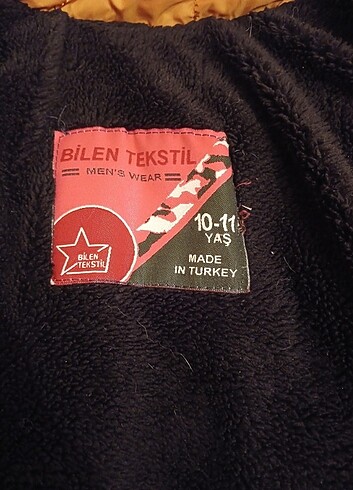 BİLEN TEKSTİL
MEN'S WEAR
10-11
YAŞ
BİLEN
TEKSTİL
MADE
IN TURKEY